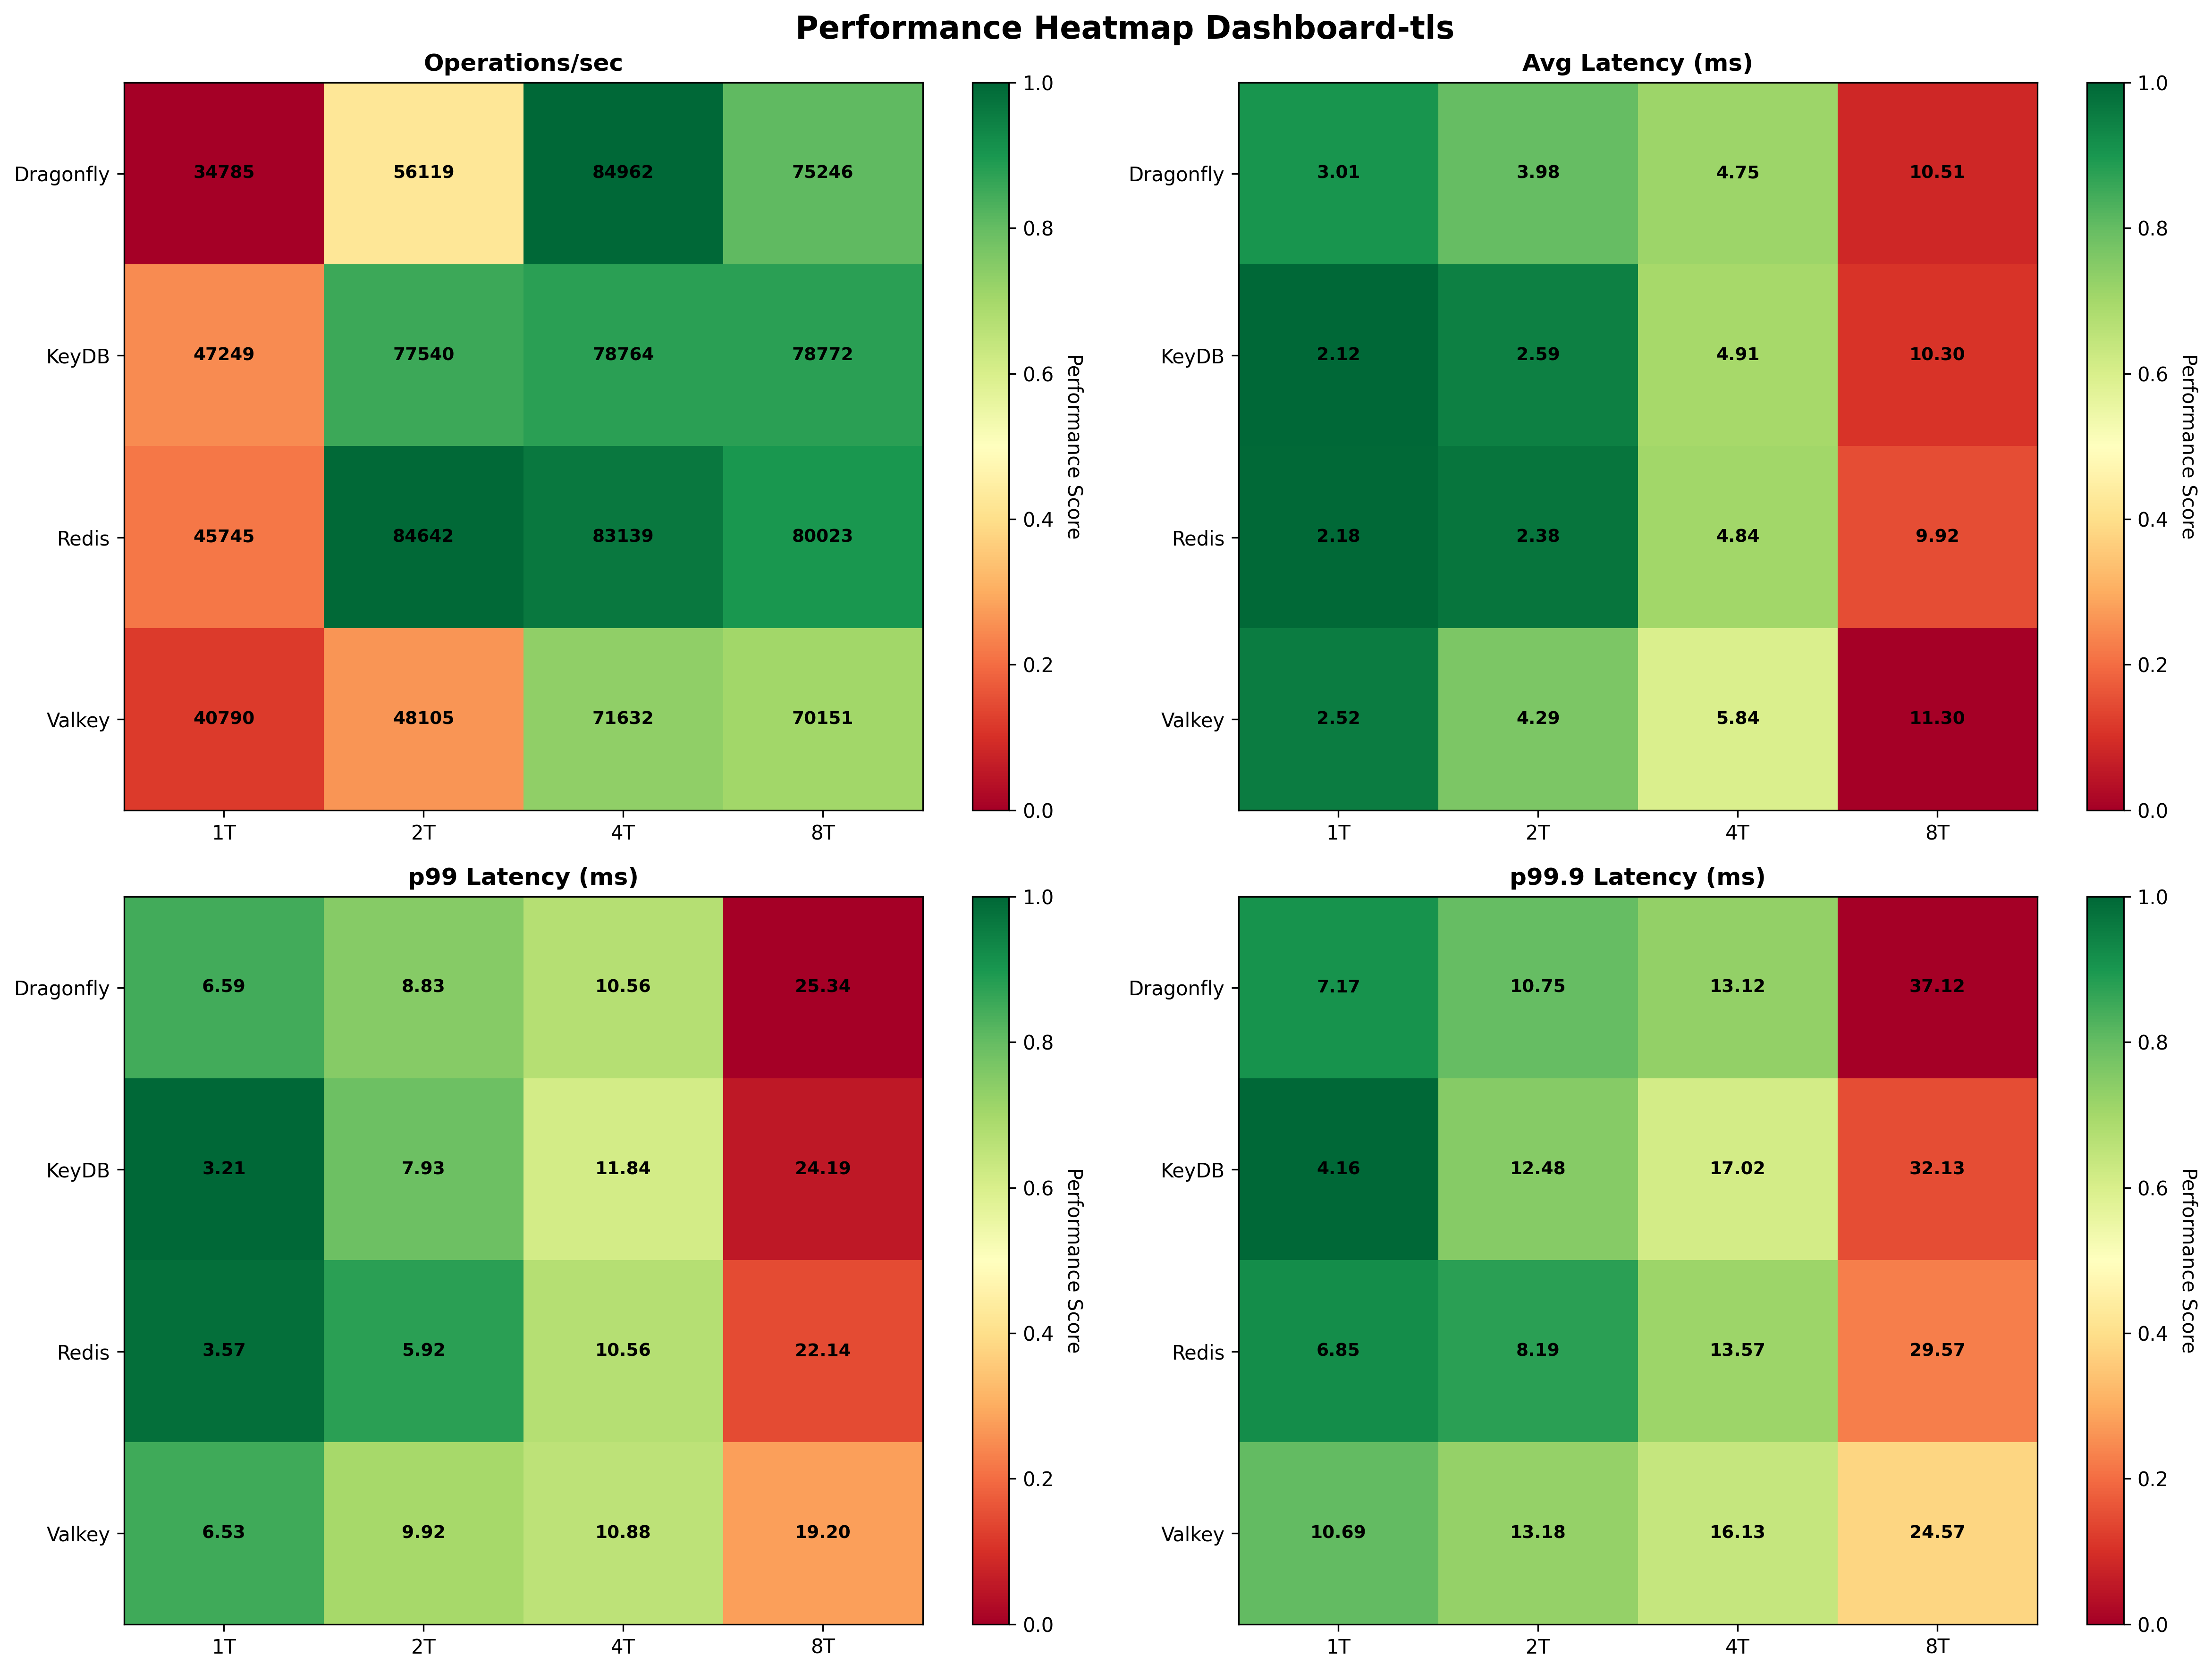 Performance Heatmap Dashboard-tls
Operations/sec
Dragonfly 34785 56119 84962 75246
KeyDB 47249 77540 78764 78772
Redis 45745 84642 83139 80023
Valkey 40790 48105 71632 70151
1T 2T 4T 8T
1.0
0.8
0.6
0.4
0.2
0.0
Performance Score
Avg Latency (ms)
Dragonfly 3.01 3.98 4.75 10.51
KeyDB 2.12 2.59 4.91 10.30
Redis 2.18 2.38 4.84 9.92
Valkey 2.52 4.29 5.84 11.30
1T 2T 4T 8T
1.0
0.8
0.6
0.4
0.2
0.0
Performance Score
p99 Latency (ms)
Dragonfly 6.59 8.83 10.56 25.34
KeyDB 3.21 7.93 11.84 24.19
Redis 3.57 5.92 10.56 22.14
Valkey 6.53 9.92 10.88 19.20
1T 2T 4T 8T
1.0
0.8
0.6
0.4
0.2
0.0
Performance Score
p99.9 Latency (ms)
Dragonfly 7.17 10.75 13.12 37.12
KeyDB 4.16 12.48 17.02 32.13
Redis 6.85 8.19 13.57 29.57
Valkey 10.69 13.18 16.13 24.57
1T 2T 4T 8T
1.0
0.8
0.6
0.4
0.2
0.0
Performance Score